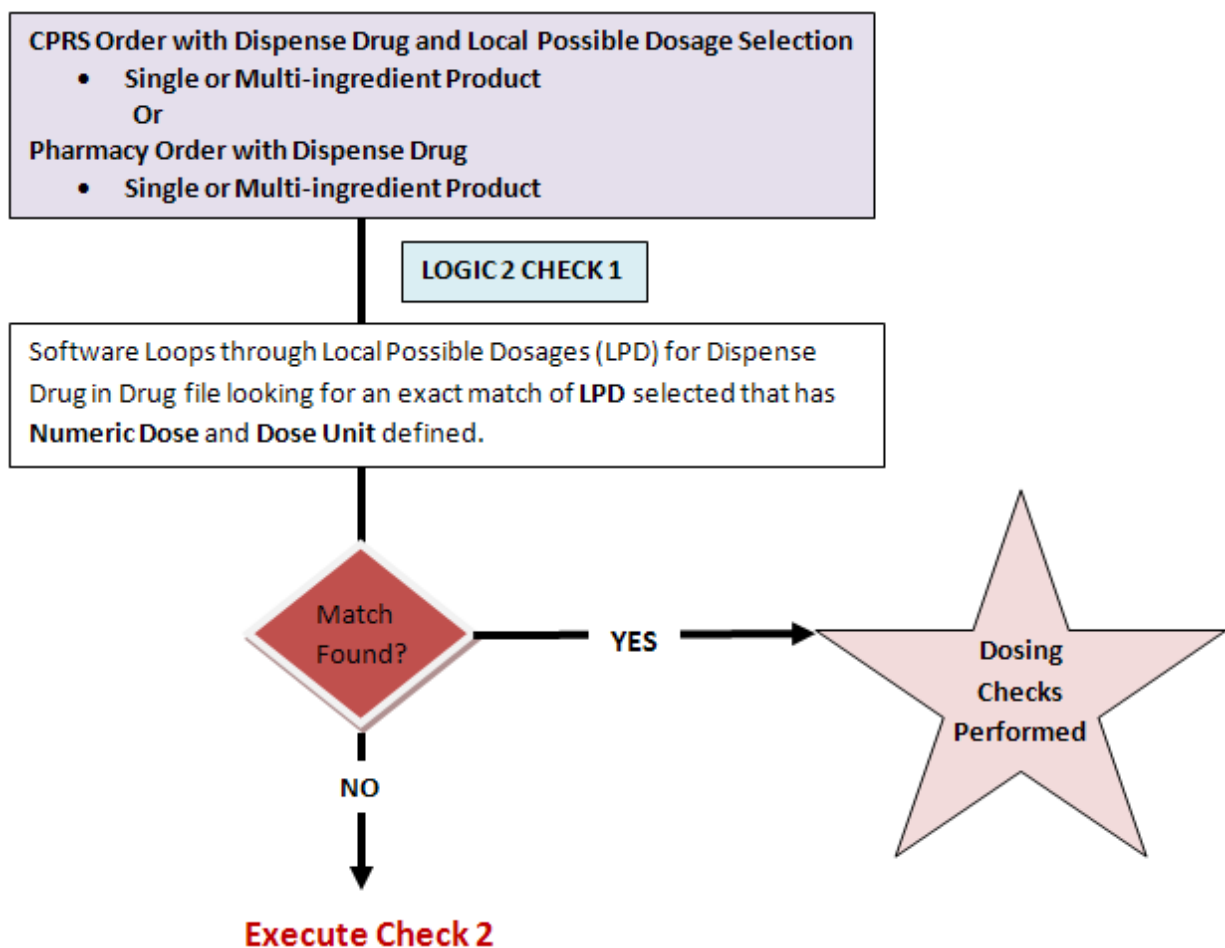 CPRS Order with Dispense Drug and Local Possible Dosage Selection
• Single or Multi-ingredient Product
Or
Pharmacy Order with Dispense Drug
• Single or Multi-ingredient Product
LOGIC 2 CHECK 1
Software Loops through Local Possible Dosages (LPD) for Dispense
Drug in Drug file looking for an exact match of LPD selected that has
Numeric Dose and Dose Unit defined.
Match
Found?
YES
Dosing
Checks
Performed
NO
Execute Check 2